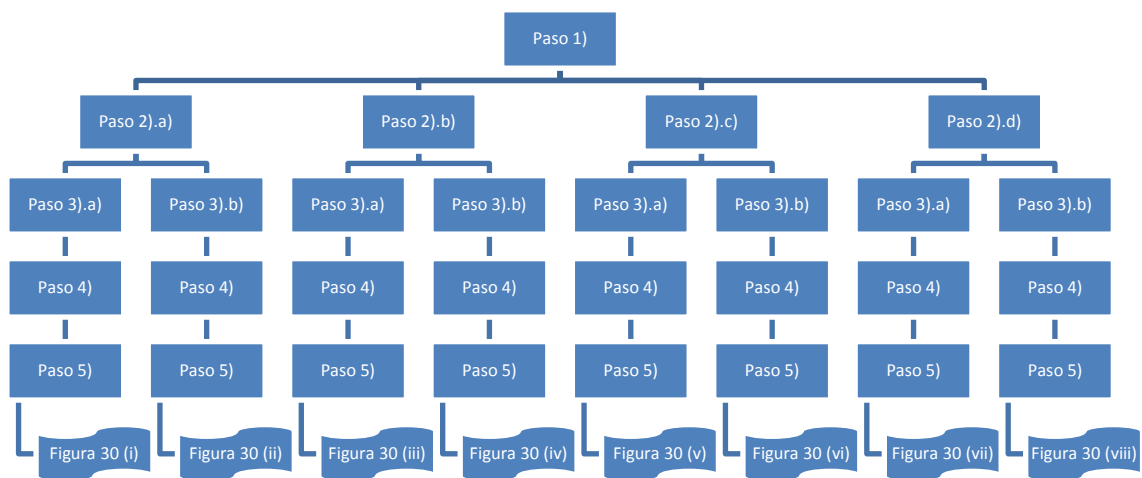 Paso 1)
Paso 2).a)
Paso 2).b)
Paso 2).c)
Paso 2).d)
Paso 3).a)
Paso 3).b)
Paso 3).a)
Paso 3).b)
Paso 3).a)
Paso 3).b)
Paso 3).a)
Paso 3).b)
Paso 4)
Paso 4)
Paso 4)
Paso 4)
Paso 4)
Paso 4)
Paso 4)
Paso 4)
Paso 5)
Paso 5)
Paso 5)
Paso 5)
Paso 5)
Paso 5)
Paso 5)
Paso 5)
Figura 30 (i)
Figura 30 (ii)
Figura 30 (iii)
Figura 30 (iv)
Figura 30 (v)
Figura 30 (vi)
Figura 30 (vii)
Figura 30 (viii)